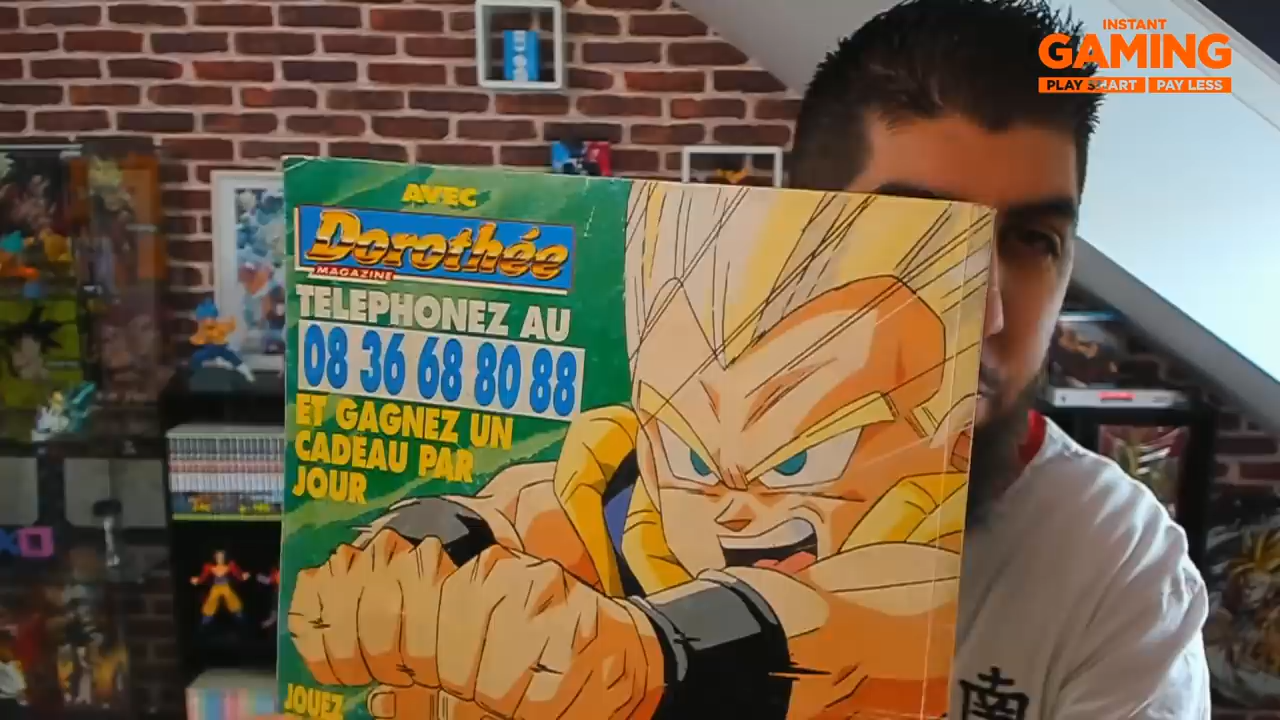 INSTANT
GAMING
PLAY SMART PAY LESS
AVEC
Dorothée
MAGAZINE
TELEPHONEZ AU
08 36 68 80 88
ET GAGNEZ UN
CADEAU PAR
JOUR
JOUEZ
南